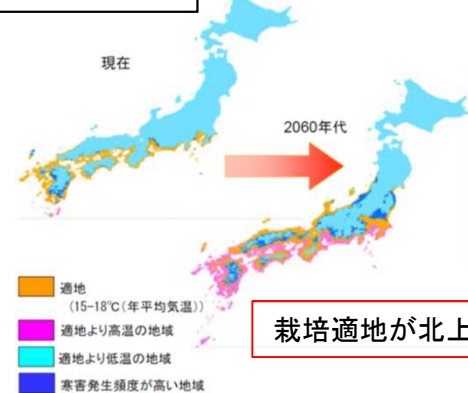 現在
2060年代
適地
(15-18℃(年平均気温))
適地より高温の地域
適地より低温の地域
寒害発生頻度が高い地域
栽培適地が北上